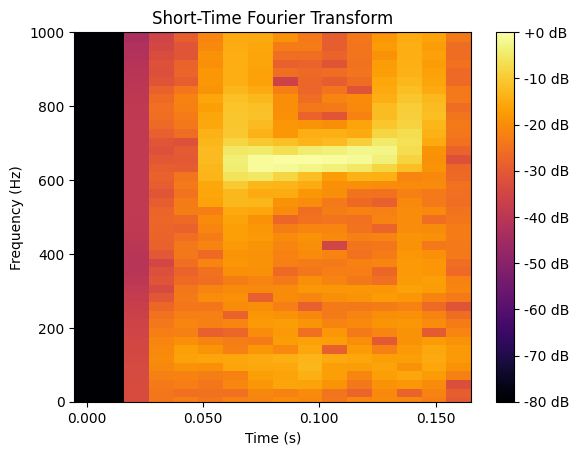 Short-Time Fourier Transform
1000
800
600
400
200
0
Frequency (Hz)
0.000
0.050
0.100
0.150
Time (s)
+0 dB
-10 dB
-20 dB
-30 dB
-40 dB
-50 dB
-60 dB
-70 dB
-80 dB